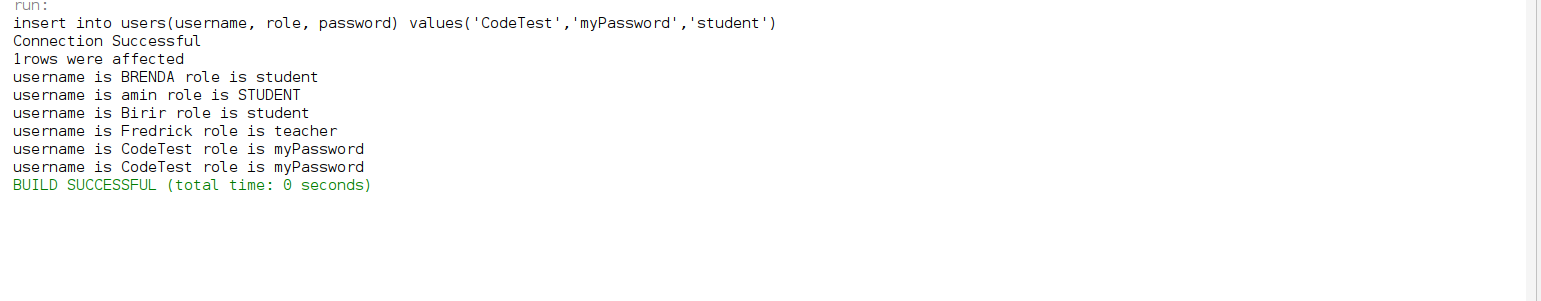 run:
insert into users(username, role, password) values('CodeTest','myPassword','student')
Connection Successful
1rows were affected
username is BRENDA role is student
username is amin role is STUDENT
username is Birir role is student
username is Fredrick role is teacher
username is CodeTest role is myPassword
username is CodeTest role is myPassword
BUILD SUCCESSFUL (total time: 0 seconds)